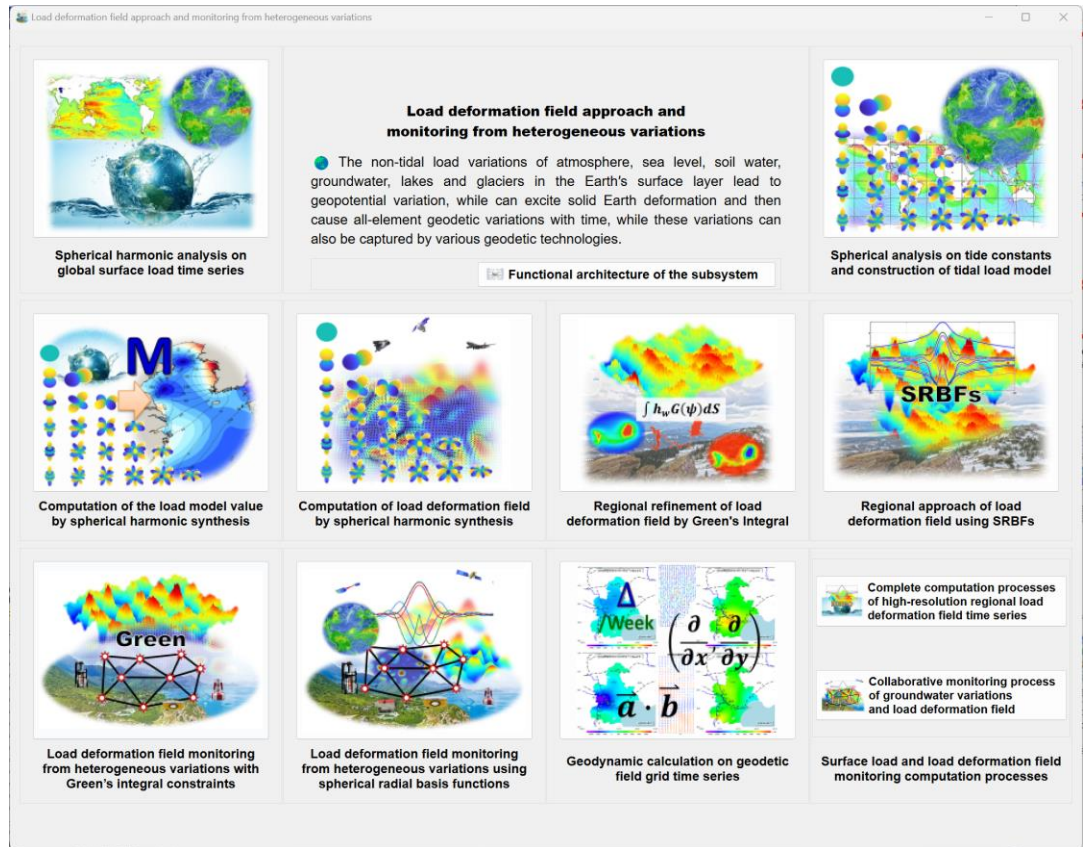 Load deformation field approach and monitoring from heterogeneous variations
Spherical harmonic analysis on
global surface load time series
Load deformation field approach and
monitoring from heterogeneous variations
The non-tidal load variations of atmosphere, sea level, soil water,
groundwater, lakes and glaciers in the Earth's surface layer lead to
geopotential variation, while can excite solid Earth deformation and then
cause all-element geodetic variations with time, while these variations can
also be captured by various geodetic technologies.
Functional architecture of the subsystem
Spherical analysis on tide constants
and construction of tidal load model
M
Computation of the load model value
by spherical harmonic synthesis
Computation of load deformation field
by spherical harmonic synthesis
∫ h_w G(ψ)dS
Regional refinement of load
deformation field by Green's Integral
SRBFs
Regional approach of load
deformation field using SRBFs
Green
Load deformation field monitoring
from heterogeneous variations with
Green's integral constraints
Load deformation field monitoring
from heterogeneous variations using
spherical radial basis functions
Δ
/Week
(∂/∂x, ∂/∂y)
a⃗ · b⃗
Geodynamic calculation on geodetic
field grid time series
Complete computation processes
of high-resolution regional load
deformation field time series
Collaborative monitoring process
of groundwater variations
and load deformation field
Surface load and load deformation field
monitoring computation processes